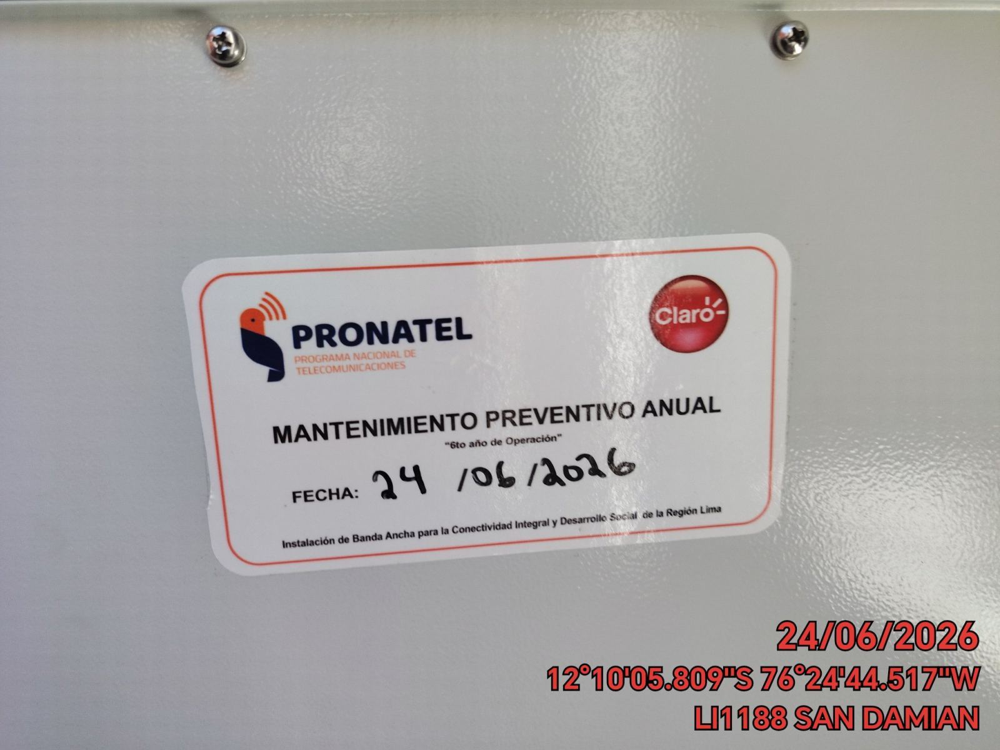 PRONATEL
PROGRAMA NACIONAL DE
TELECOMUNICACIONES
Claro
MANTENIMIENTO PREVENTIVO ANUAL
"6to año de Operación"
FECHA: 24 /06/2026
Instalación de Banda Ancha para la Conectividad Integral y Desarrollo Social de la Región Lima
24/06/2026
12°10'05.809"S 76°24'44.517"W
LI1188 SAN DAMIAN